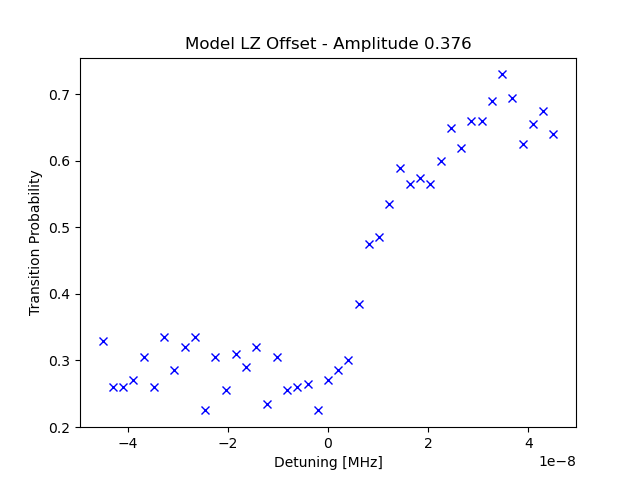 Model LZ Offset - Amplitude 0.376
Transition Probability
0.7
0.6
0.5
0.4
0.3
0.2
−4
−2
0
2
4
1e−8
Detuning [MHz]